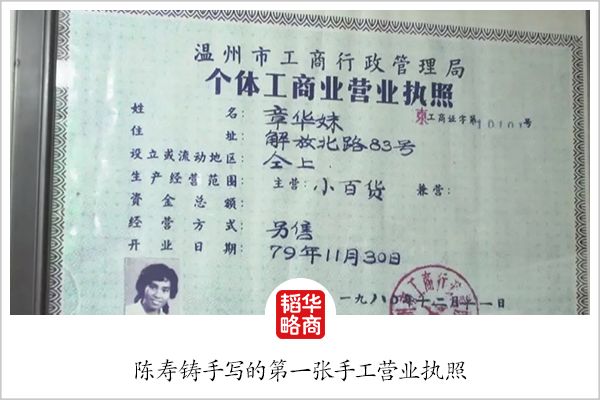 温州市工商行政管理局
个体工商业营业执照
东工商证字第10101号
姓名：章华妹
住址：解放北路83号
设立或流动地区：仝上
生产经营范围：主营：小百货 兼营：
资金总额：
经营方式：另售
开业日期：79年11月30日
工商行
一九八〇年十二月十一日
韬华
略商
陈寿铸手写的第一张手工营业执照